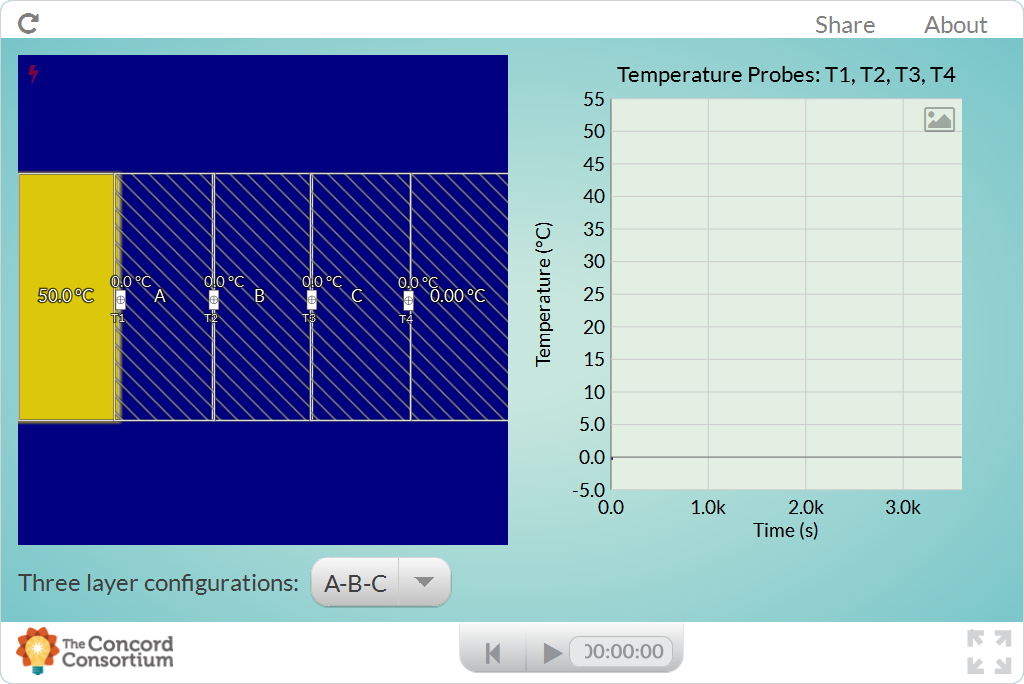 Share About
Temperature Probes: T1, T2, T3, T4
55
50
45
40
35
30
25
20
15
10
5.0
0.0
-5.0
Temperature (°C)
0.0 1.0k 2.0k 3.0k
Time (s)
0.0 °C 0.0 °C 0.0 °C 0.0 °C
50.0 °C A B C 0.00 °C
T1 T2 T3 T4
Three layer configurations: A-B-C
The Concord
Consortium
00:00:00